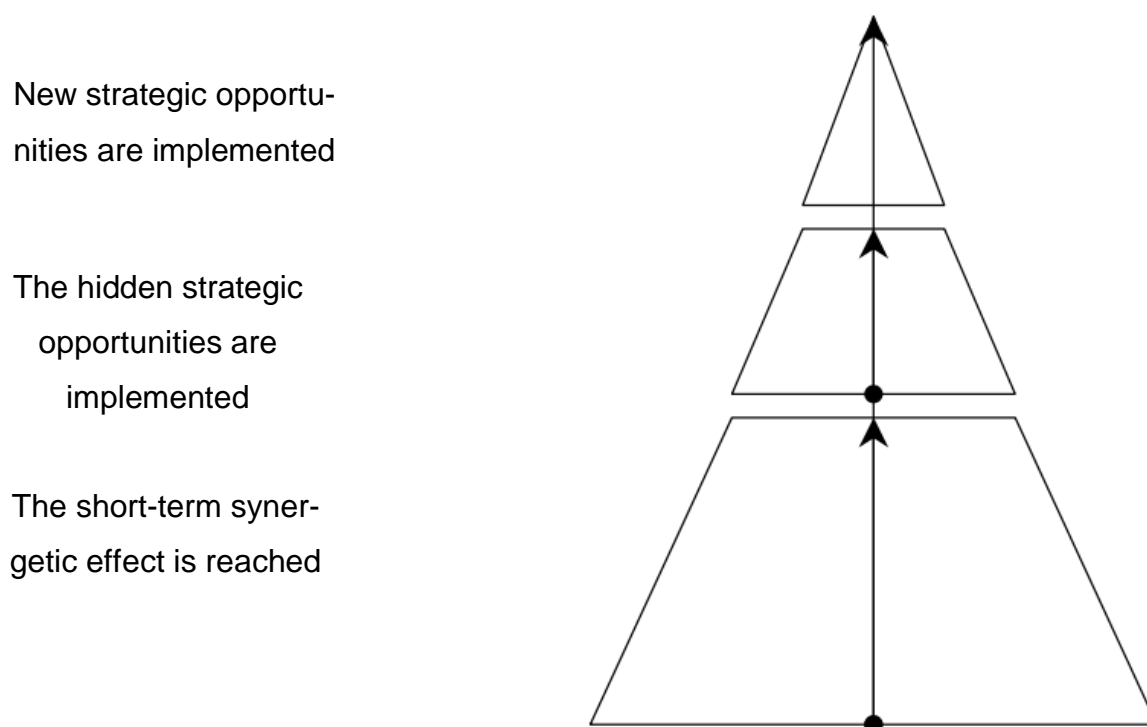 New strategic opportu-
nities are implemented
The hidden strategic
opportunities are
implemented
The short-term syner-
getic effect is reached